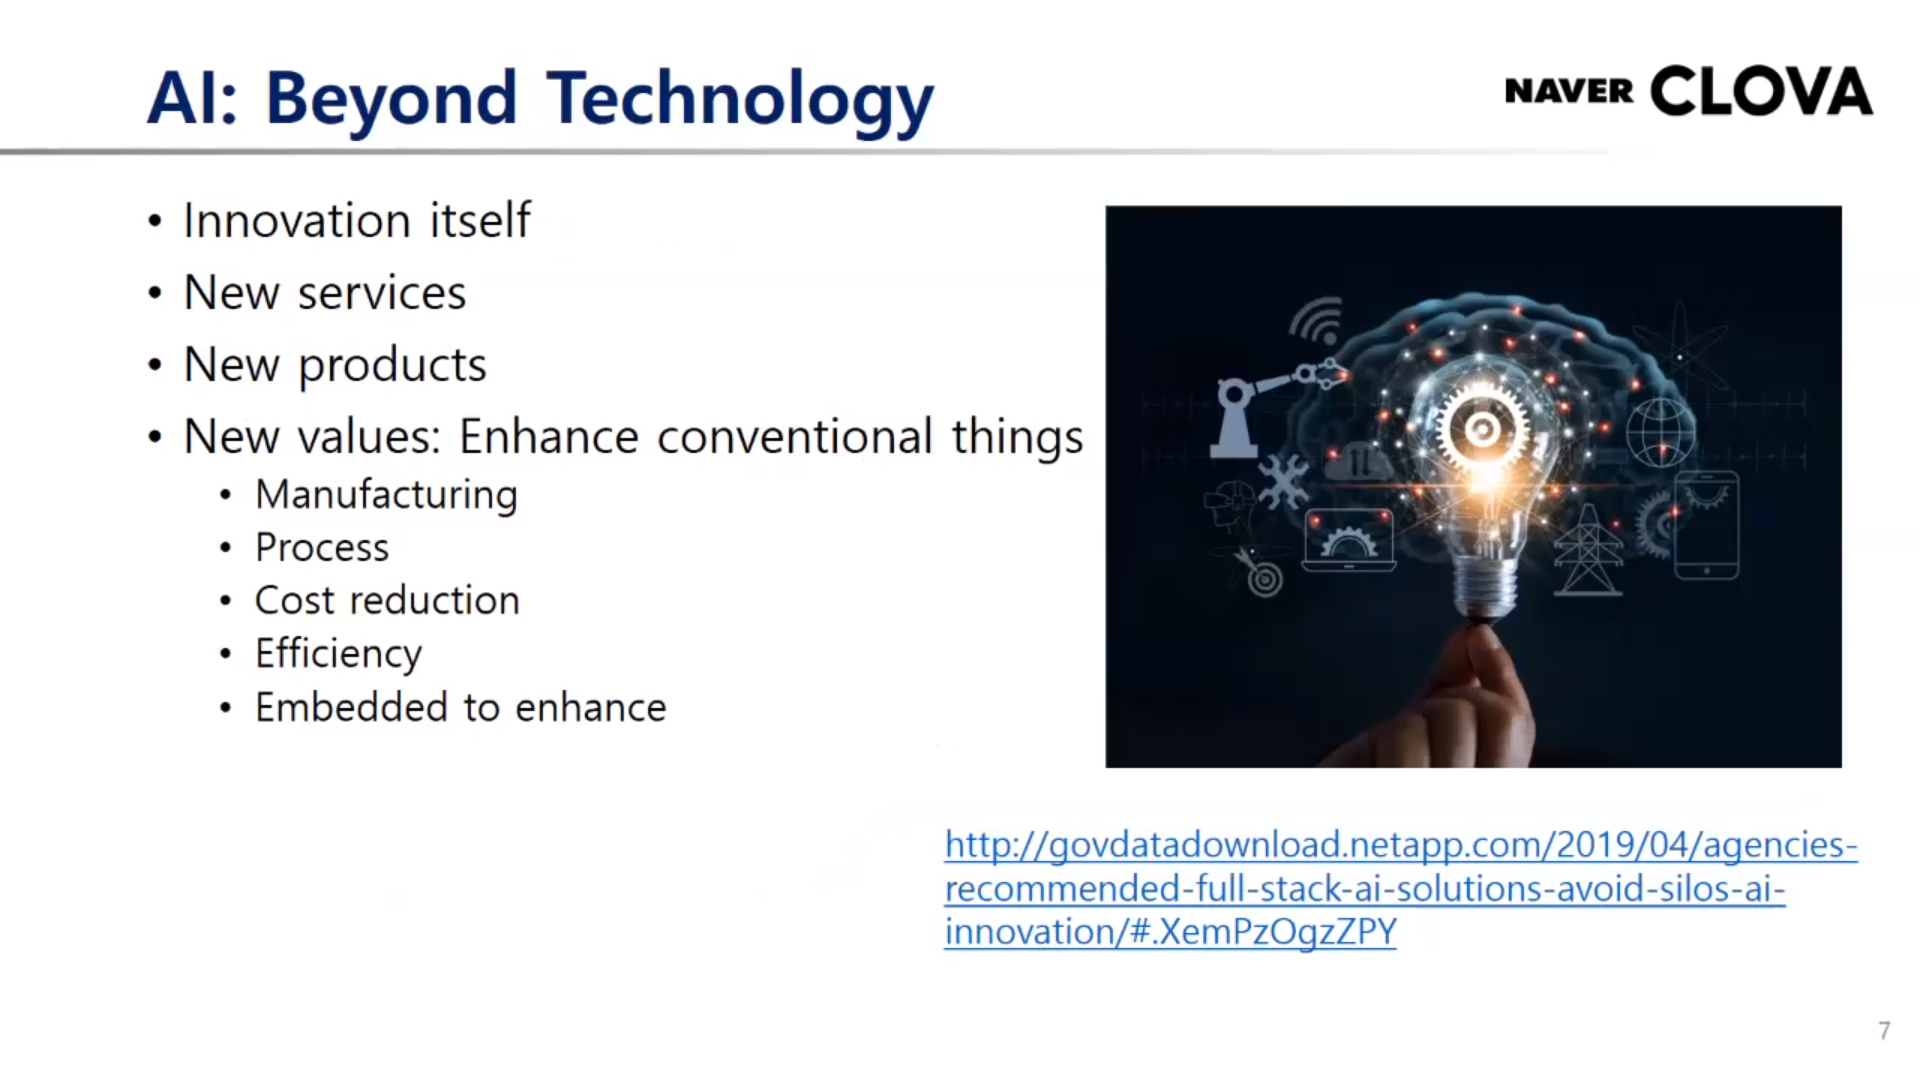 AI: Beyond Technology
NAVER CLOVA
• Innovation itself
• New services
• New products
• New values: Enhance conventional things
• Manufacturing
• Process
• Cost reduction
• Efficiency
• Embedded to enhance
http://govdatadownload.netapp.com/2019/04/agencies-
recommended-full-stack-ai-solutions-avoid-silos-ai-
innovation/#.XemPzOgzZPY
7